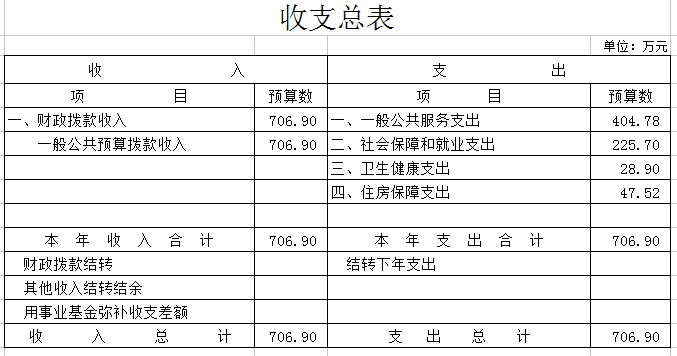 收支总表
单位：万元
收 入 支 出
项 目 预算数 项 目 预算数
一、财政拨款收入 706.90 一、一般公共服务支出 404.78
一般公共预算拨款收入 706.90 二、社会保障和就业支出 225.70
三、卫生健康支出 28.90
四、住房保障支出 47.52
本 年 收 入 合 计 706.90 本 年 支 出 合 计 706.90
财政拨款结转 结转下年支出
其他收入结转结余
用事业基金弥补收支差额
收 入 总 计 706.90 支 出 总 计 706.90